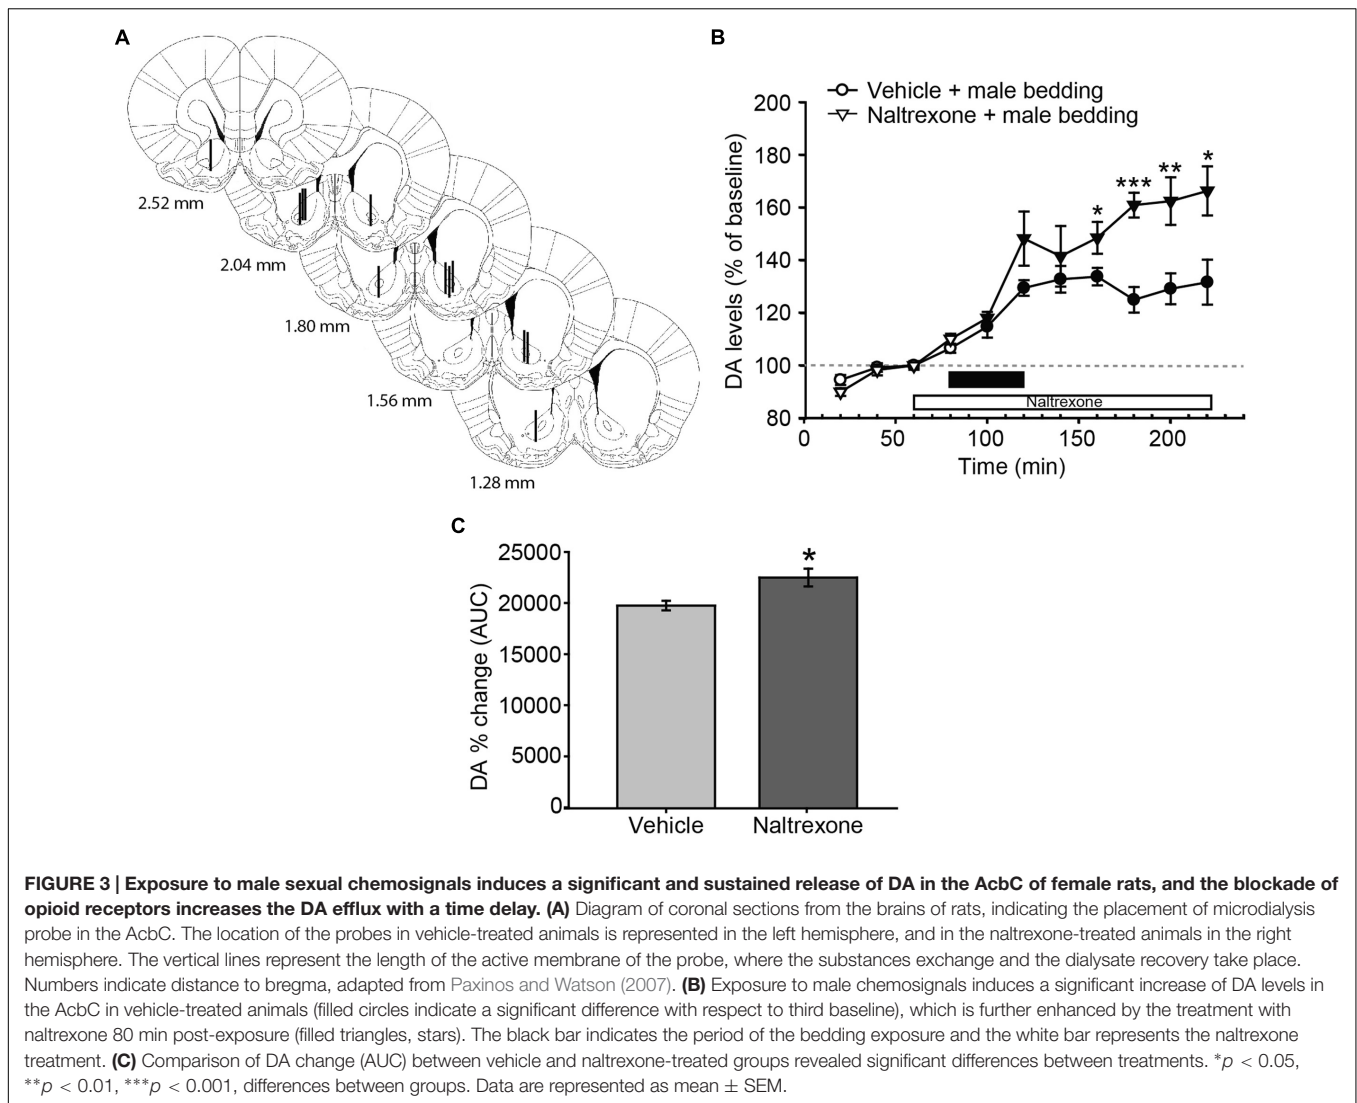 A
2.52 mm
2.04 mm
1.80 mm
1.56 mm
1.28 mm
B
Vehicle + male bedding
Naltrexone + male bedding
DA levels (% of baseline)
200
180
160
140
120
100
80
*
***
**
*
Naltrexone
0 50 100 150 200
Time (min)
C
DA % change (AUC)
25000
20000
15000
10000
5000
0
*
Vehicle Naltrexone
FIGURE 3 | Exposure to male sexual chemosignals induces a significant and sustained release of DA in the AcbC of female rats, and the blockade of
opioid receptors increases the DA efflux with a time delay. (A) Diagram of coronal sections from the brains of rats, indicating the placement of microdialysis
probe in the AcbC. The location of the probes in vehicle-treated animals is represented in the left hemisphere, and in the naltrexone-treated animals in the right
hemisphere. The vertical lines represent the length of the active membrane of the probe, where the substances exchange and the dialysate recovery take place.
Numbers indicate distance to bregma, adapted from Paxinos and Watson (2007). (B) Exposure to male chemosignals induces a significant increase of DA levels in
the AcbC in vehicle-treated animals (filled circles indicate a significant difference with respect to third baseline), which is further enhanced by the treatment with
naltrexone 80 min post-exposure (filled triangles, stars). The black bar indicates the period of the bedding exposure and the white bar represents the naltrexone
treatment. (C) Comparison of DA change (AUC) between vehicle and naltrexone-treated groups revealed significant differences between treatments. *p < 0.05,
**p < 0.01, ***p < 0.001, differences between groups. Data are represented as mean ± SEM.